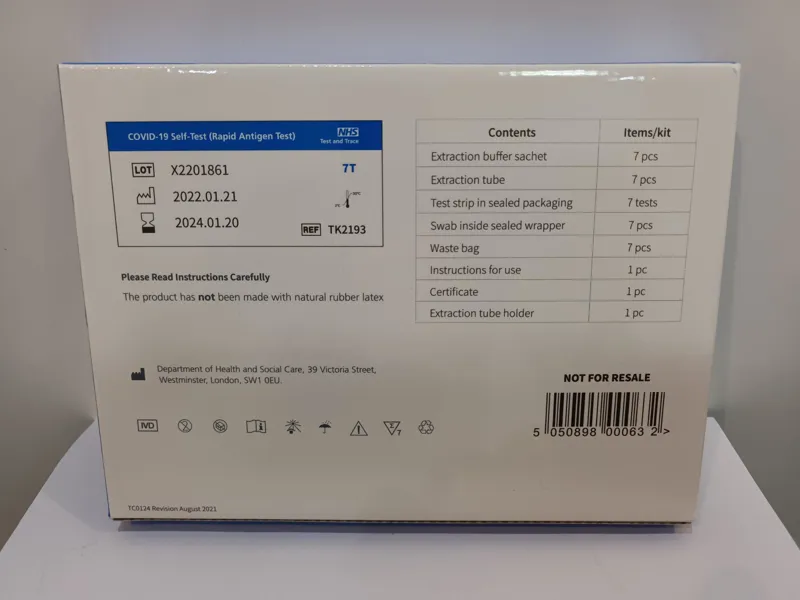 COVID-19 Self-Test (Rapid Antigen Test)
NHS
Test and Trace
LOT X2201861
7T
2022.01.21
2024.01.20
REF TK2193
Please Read Instructions Carefully
The product has not been made with natural rubber latex
Contents Items/kit
Extraction buffer sachet 7 pcs
Extraction tube 7 pcs
Test strip in sealed packaging 7 tests
Swab inside sealed wrapper 7 pcs
Waste bag 7 pcs
Instructions for use 1 pc
Certificate 1 pc
Extraction tube holder 1 pc
Department of Health and Social Care, 39 Victoria Street,
Westminster, London, SW1 0EU.
NOT FOR RESALE
IVD
Σ 7
5 050898 000632 >
TC0124 Revision August 2021